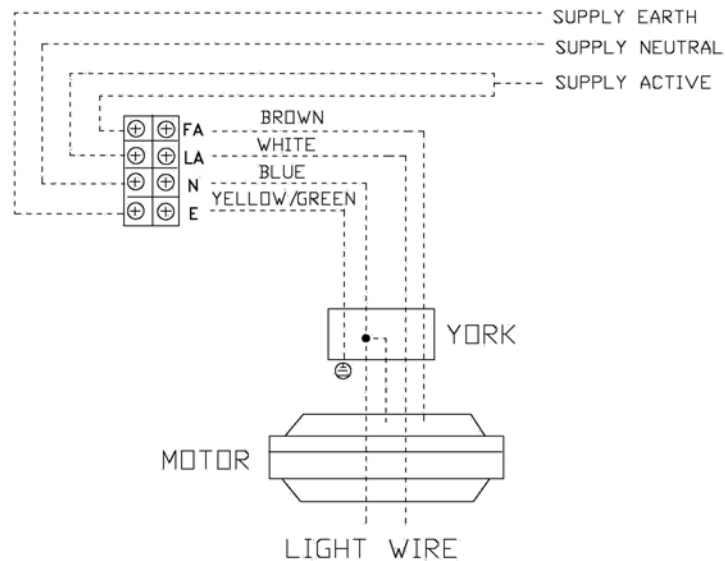 SUPPLY EARTH
SUPPLY NEUTRAL
SUPPLY ACTIVE
FA BROWN
LA WHITE
N BLUE
E YELLOW/GREEN
YORK
MOTOR
LIGHT WIRE